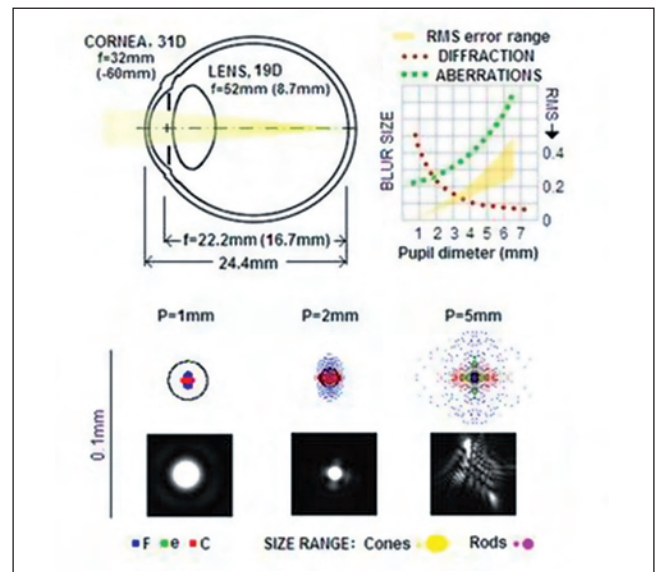 CORNEA, 31D
f=32mm
(-60mm)
LENS, 19D
f=52mm (8.7mm)
f=22.2mm (16.7mm)
24.4mm
RMS error range
DIFFRACTION
ABERRATIONS
BLUR SIZE
RMS
0.4
0.2
0
1 2 3 4 5 6 7
Pupil dimeter (mm)
P=1mm P=2mm P=5mm
0.1mm
F e C SIZE RANGE: Cones Rods